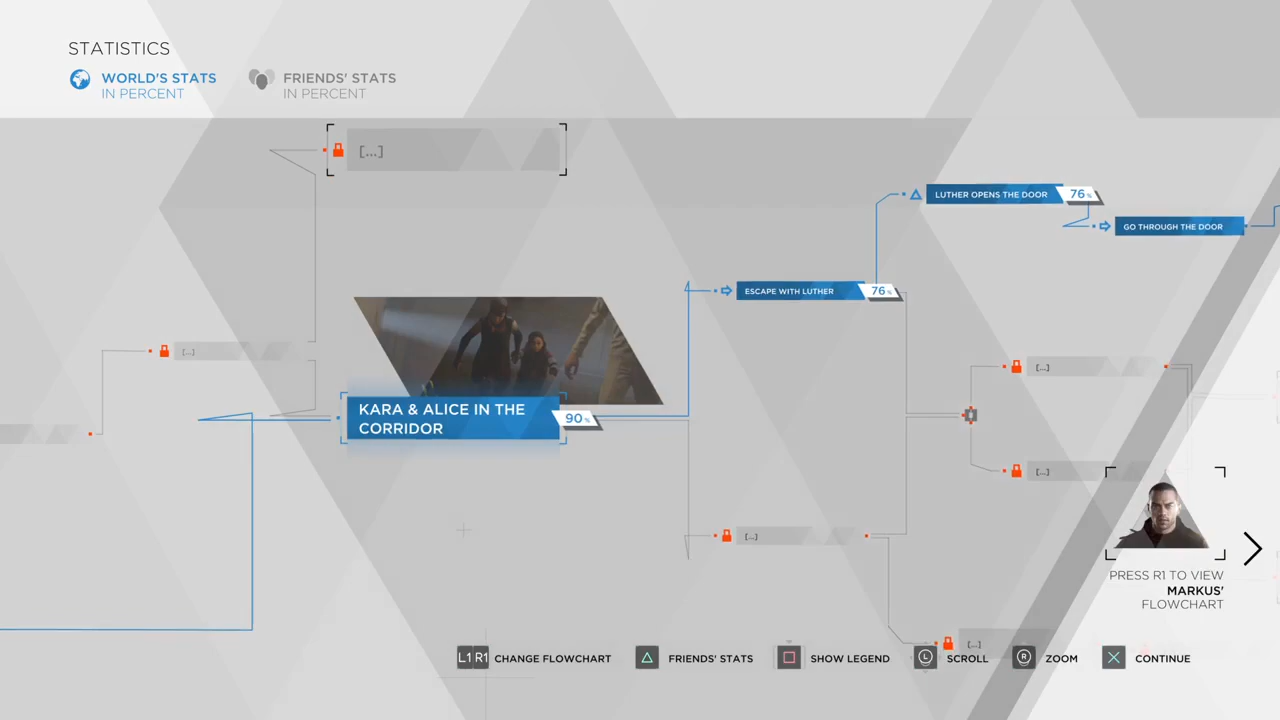 STATISTICS
WORLD'S STATS
IN PERCENT
FRIENDS' STATS
IN PERCENT
[...]
LUTHER OPENS THE DOOR 76%
GO THROUGH THE DOOR
ESCAPE WITH LUTHER 76%
[...]
[...]
KARA & ALICE IN THE
CORRIDOR
90%
[...]
[...]
[...]
PRESS R1 TO VIEW
MARKUS'
FLOWCHART
L1 R1 CHANGE FLOWCHART FRIENDS' STATS SHOW LEGEND L SCROLL R ZOOM CONTINUE